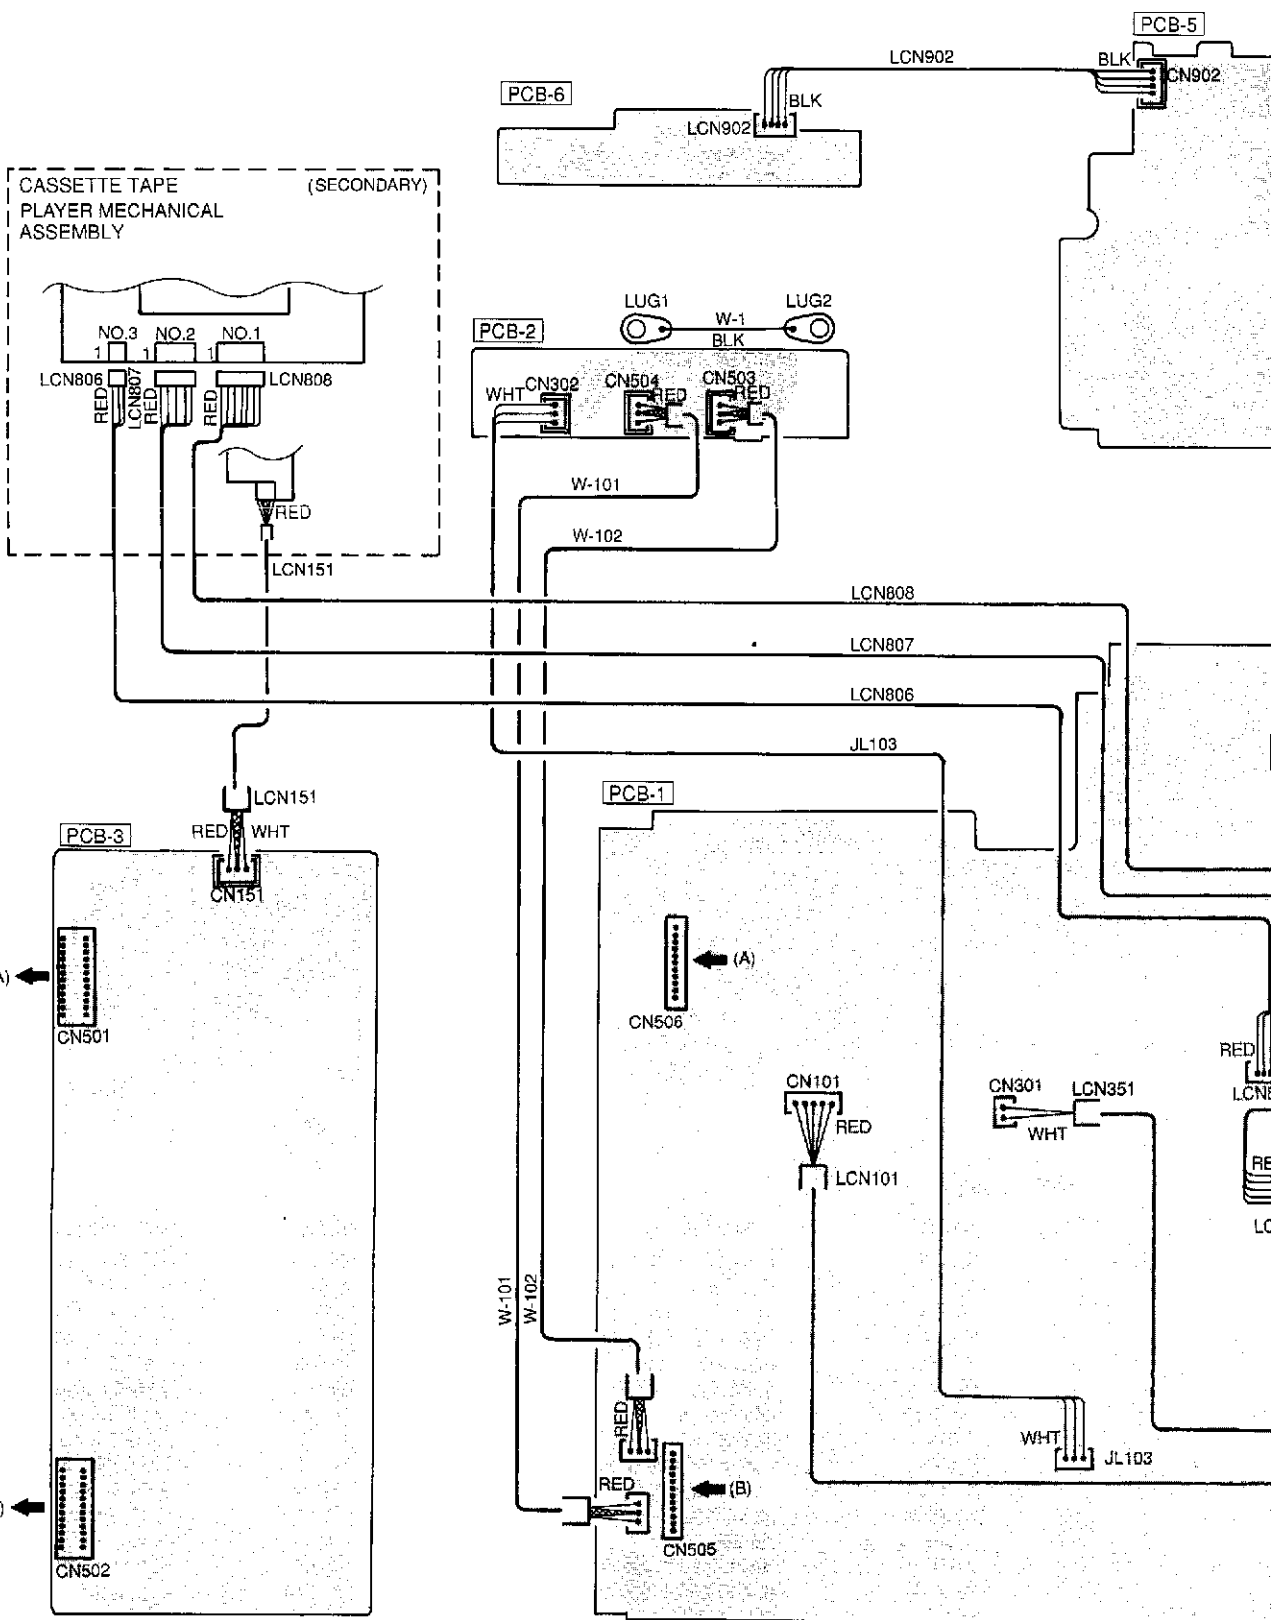 PCB-5
LCN902
BLK
CN902
PCB-6
BLK
LCN902
CASSETTE TAPE (SECONDARY)
PLAYER MECHANICAL
ASSEMBLY
LUG1
LUG2
W-1
BLK
PCB-2
NO.3
NO.2
NO.1
1
1
1
LCN806
LCN807
LCN808
RED
RED
RED
WHT
CN302
CN504
RED
CN503
RED
W-101
RED
W-102
LCN151
LCN808
LCN807
LCN806
JL103
LCN151
PCB-1
PCB-3
RED
WHT
CN151
(A)
CN501
(A)
CN506
RED
CN101
RED
CN301
LCN351
WHT
LCN101
W-101
W-102
RED
WHT
JL103
RED
(B)
CN505
CN502